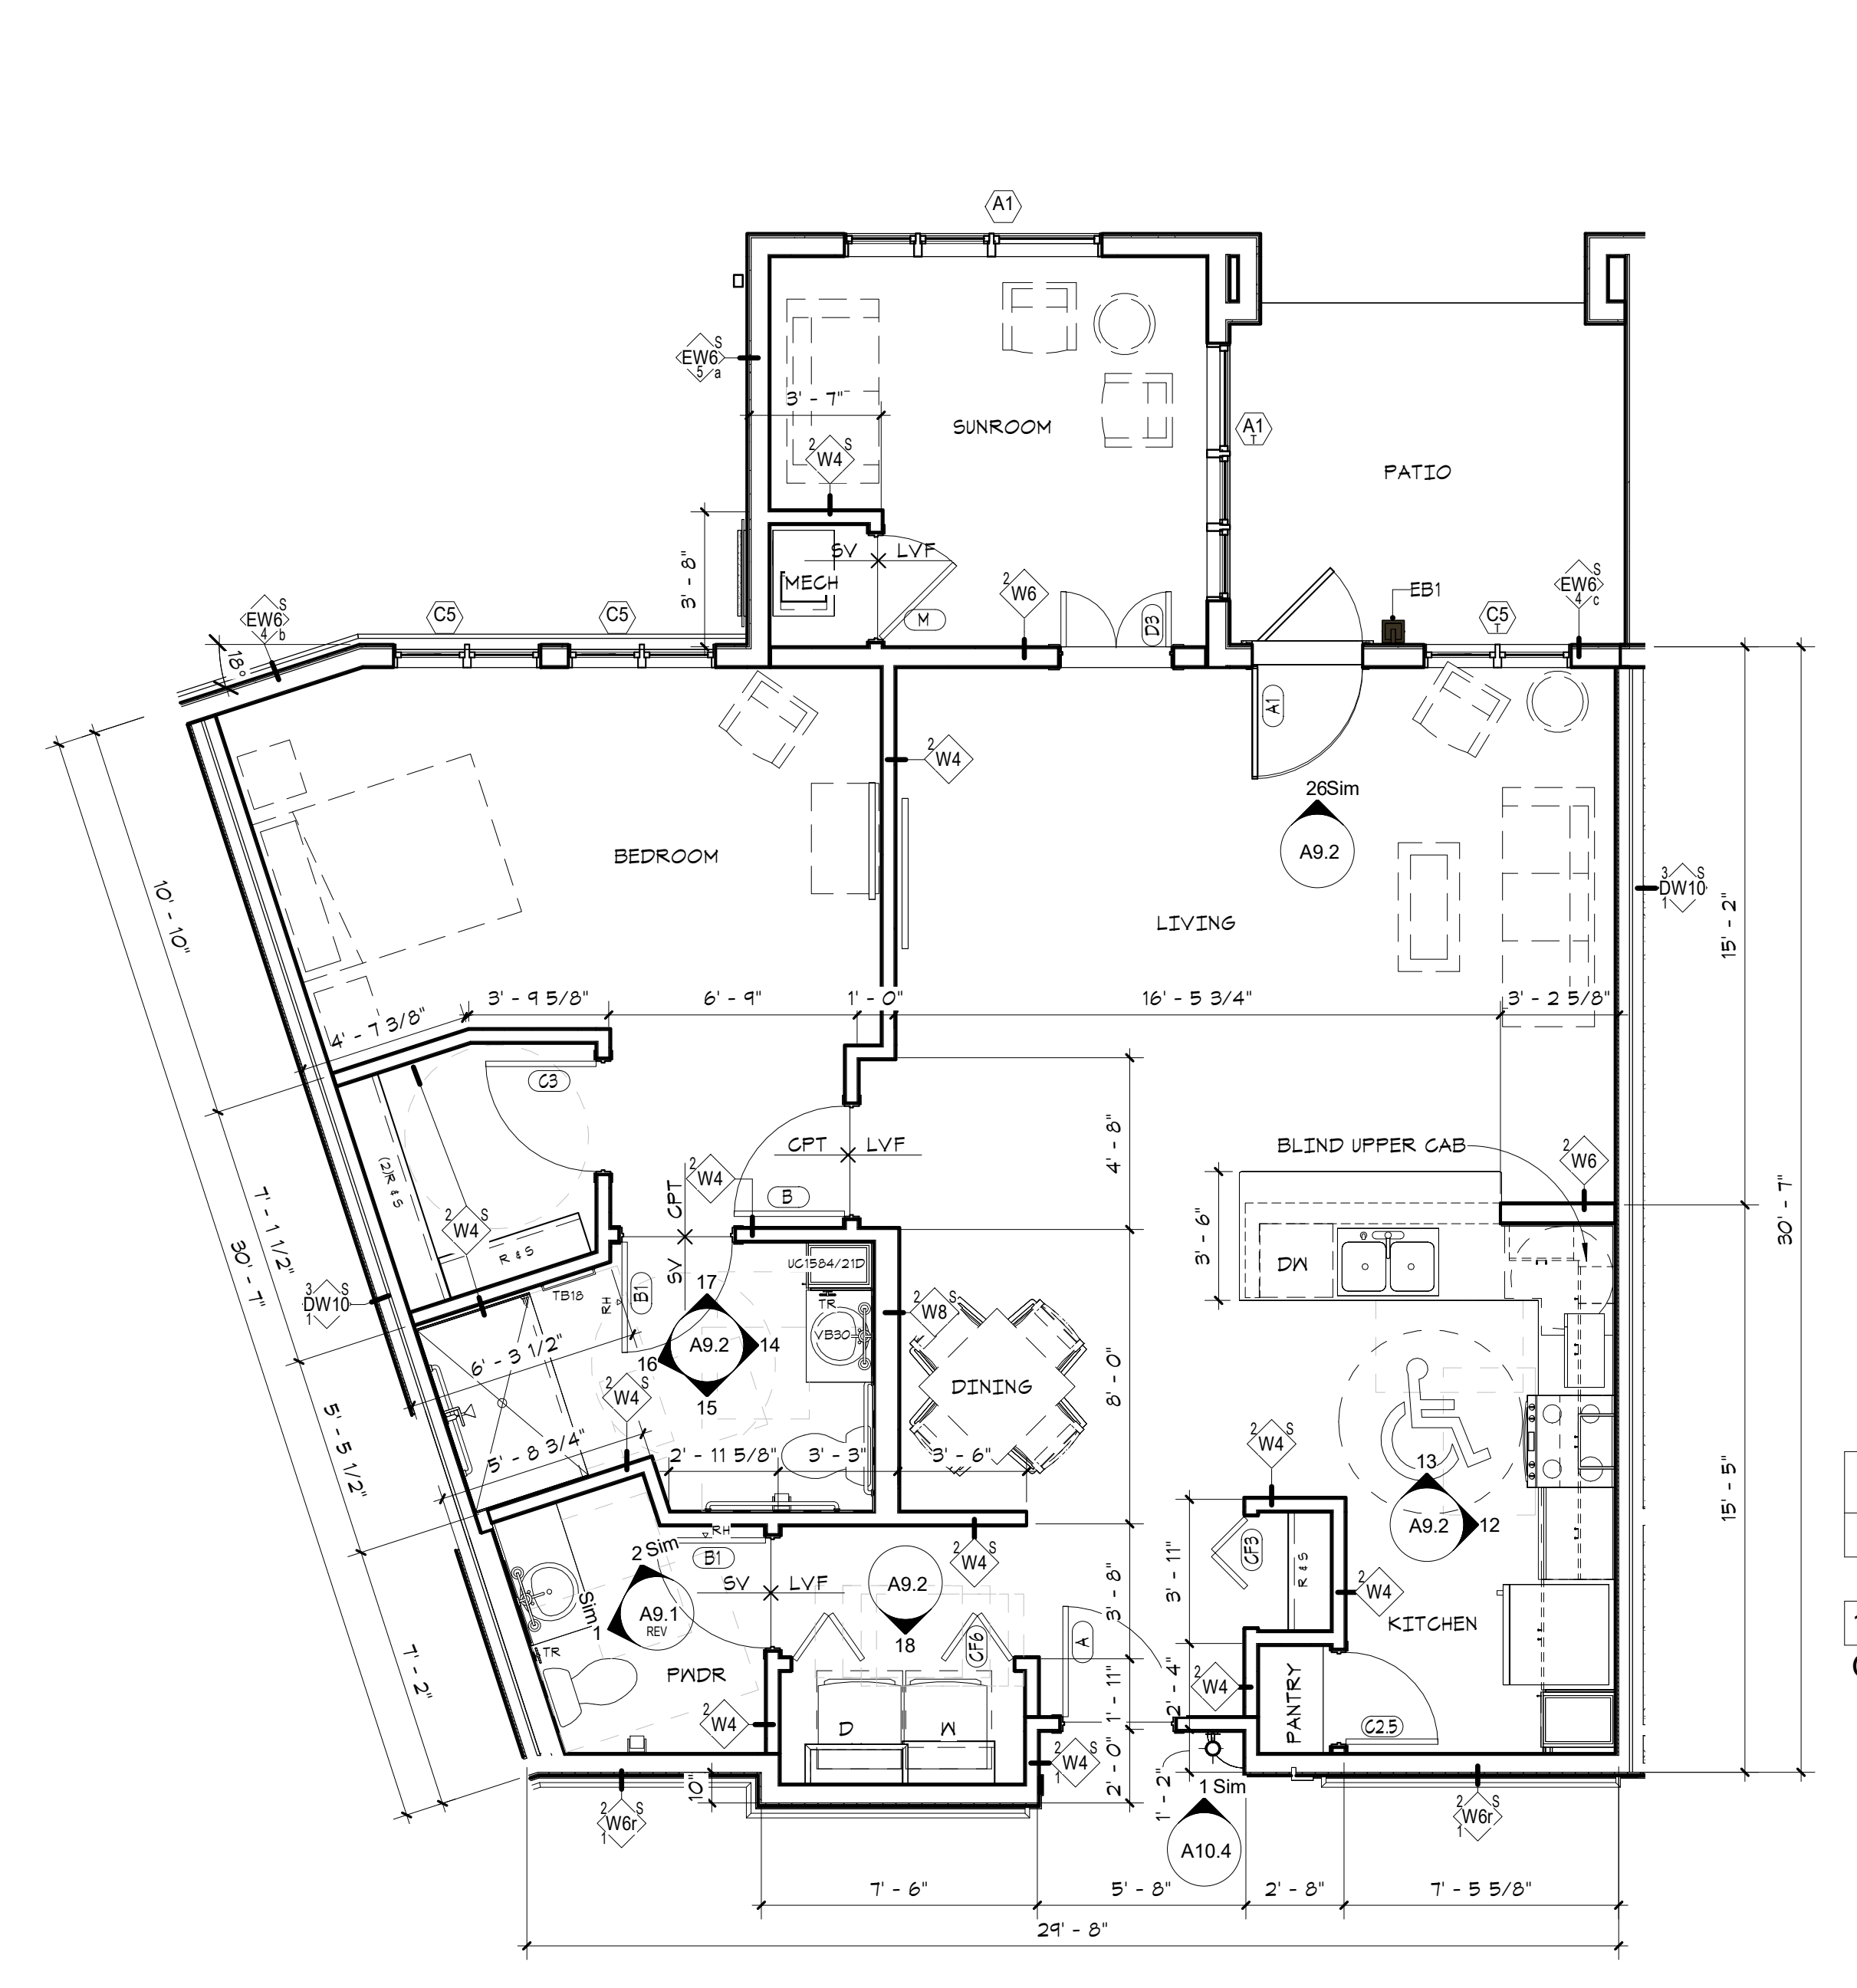 A1
S
EW6
5 a
3' - 7"
SUNROOM
A1
T
2 S
W4
PATIO
SV LVF
MECH
3' - 8"
M
2
W6
D3
EB1
S
EW6
4 c
C5
T
S
EW6
4 b
C5
C5
18°
A1
2
W4
26Sim
A9.2
BEDROOM
LIVING
3 S
DW10
1
15' - 2"
10' - 10"
3' - 9 5/8"
6' - 9"
1' - 0"
16' - 5 3/4"
3' - 2 5/8"
4' - 7 3/8"
C3
4' - 8"
CPT LVF
BLIND UPPER CAB
2
W4
B
2 S
W6
30' - 7"
(2)R & S
CPT
SV
7' - 1 1/2"
30' - 7"
2 S
W4
R & S
3' - 6"
DW
UC1584/21D
TB18
RH
B1
17
TR
3 S
DW10
1
A9.2
14
16
15
VB30
2 S
W8
6' - 3 1/2"
DINING
8' - 0"
2 S
W4
5' - 5 1/2"
5' - 8 3/4"
2' - 11 5/8"
3' - 3"
3' - 6"
2 S
W4
13
A9.2
12
15' - 5"
RH
B1
2 Sim
Sim
1
A9.1
REV
SV LVF
A9.2
18
2 S
W4
3' - 8"
3' - 11"
CF3
R & S
2
W4
KITCHEN
TR
PWDR
CF6
A
7' - 2"
2
W4
D
W
1' - 11"
2' - 4"
2
W4
PANTRY
C2.5
2 S
W4
1
2' - 0"
1' - 2"
10"
1 Sim
A10.4
2 S
W6r
1
2 S
W6r
1
7' - 6"
5' - 8"
2' - 8"
7' - 5 5/8"
29' - 8"